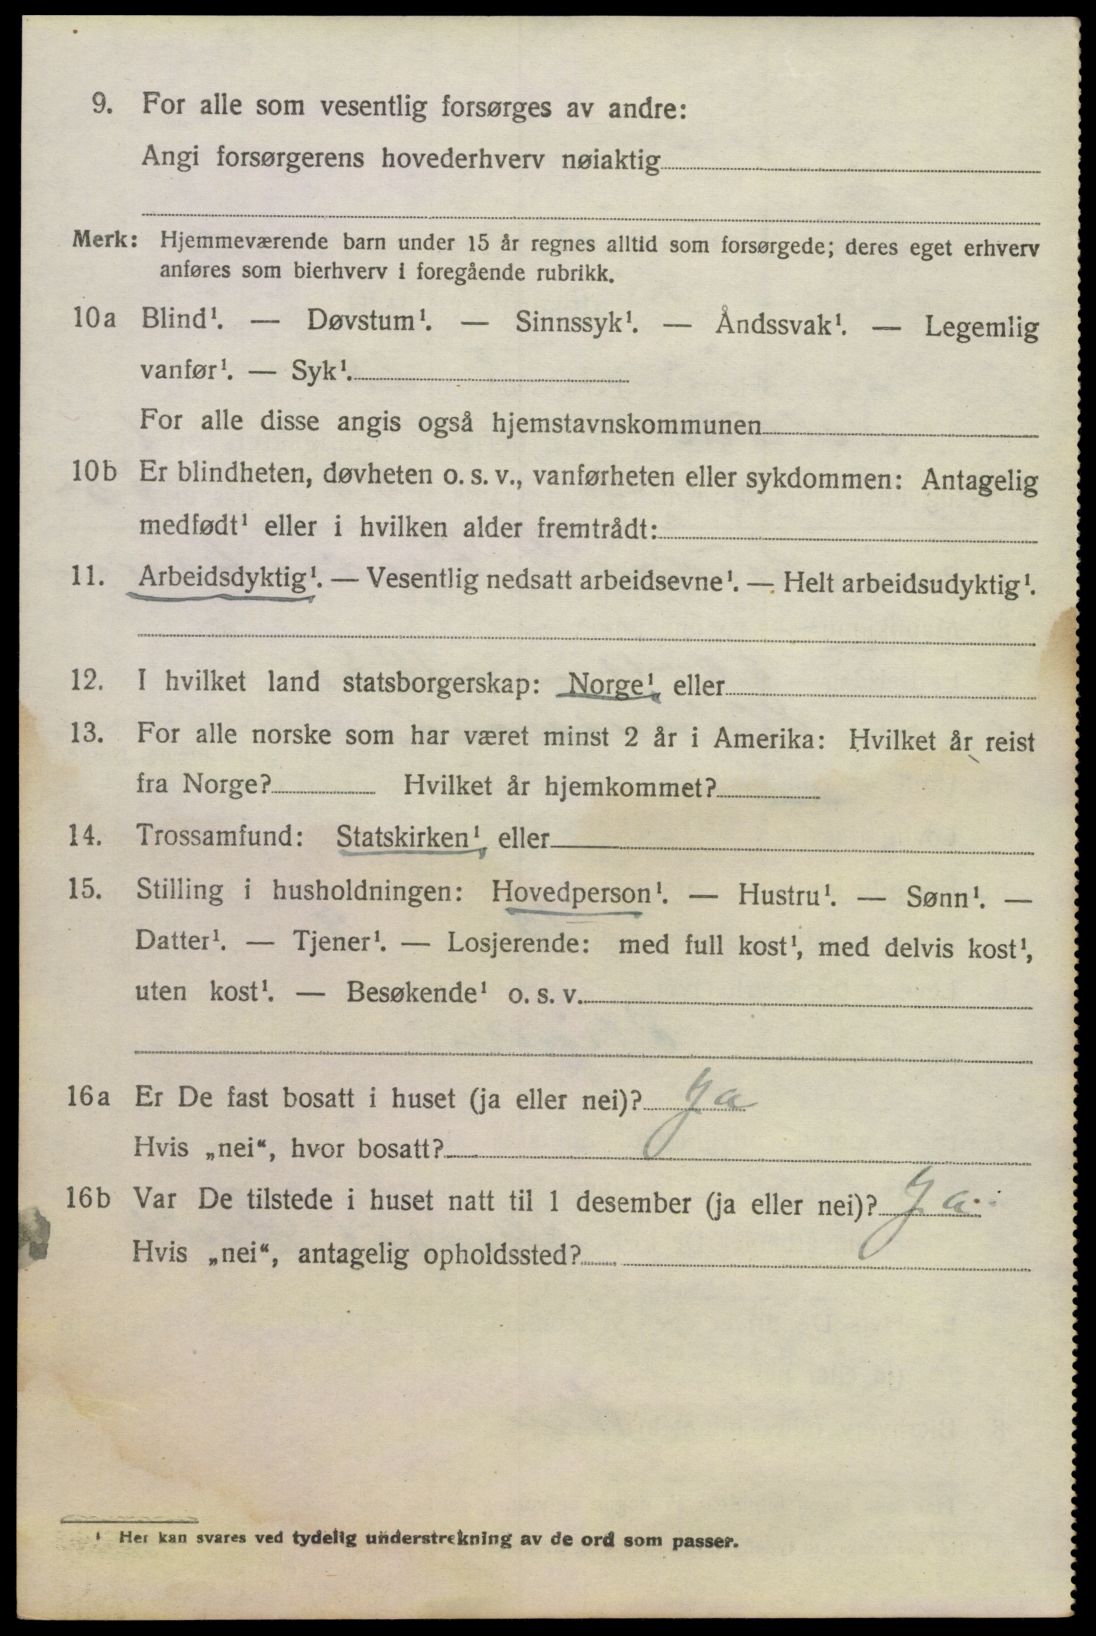 9. For alle som vesentlig forsørges av andre:
Angi forsørgerens hovederhverv nøiaktig
Merk: Hjemmeværende barn under 15 år regnes alltid som forsørgede; deres eget erhverv
anføres som bierhverv i foregående rubrikk.
10a Blind¹. — Døvstum¹. — Sinnssyk¹. — Åndssvak¹. — Legemlig
vanfør¹. — Syk¹.
For alle disse angis også hjemstavnskommunen
10b Er blindheten, døvheten o. s. v., vanførheten eller sykdommen: Antagelig
medfødt¹ eller i hvilken alder fremtrådt:
11. Arbeidsdyktig¹. — Vesentlig nedsatt arbeidsevne¹. — Helt arbeidsudyktig¹.
12. I hvilket land statsborgerskap: Norge¹, eller
13. For alle norske som har været minst 2 år i Amerika: Hvilket år reist
fra Norge? Hvilket år hjemkommet?
14. Trossamfund: Statskirken¹, eller
15. Stilling i husholdningen: Hovedperson¹. — Hustru¹. — Sønn¹. —
Datter¹. — Tjener¹. — Losjerende: med full kost¹, med delvis kost¹,
uten kost¹. — Besøkende¹ o. s. v.
16a Er De fast bosatt i huset (ja eller nei)? Ja
Hvis „nei“, hvor bosatt?
16b Var De tilstede i huset natt til 1 desember (ja eller nei)? Ja
Hvis „nei“, antagelig opholdssted?
¹ Her kan svares ved tydelig understrekning av de ord som passer.